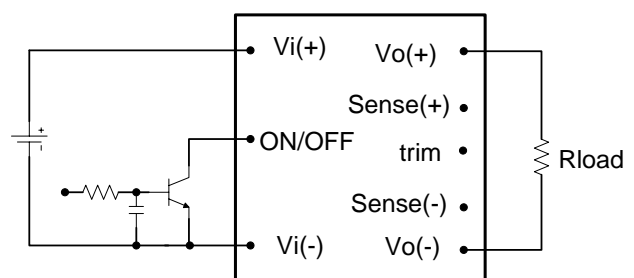 Vi(+)
Vo(+)
Sense(+)
ON/OFF
trim
Rload
Sense(-)
Vi(-)
Vo(-)